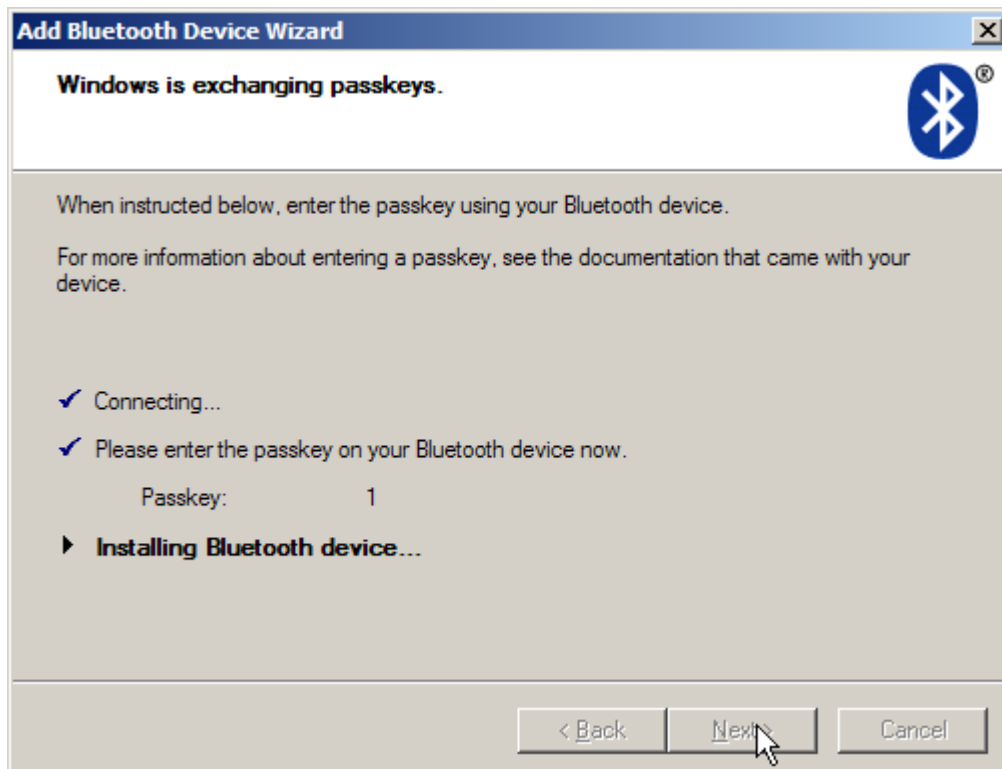 Add Bluetooth Device Wizard
Windows is exchanging passkeys.
®
When instructed below, enter the passkey using your Bluetooth device.
For more information about entering a passkey, see the documentation that came with your
device.
Connecting...
Please enter the passkey on your Bluetooth device now.
Passkey: 1
Installing Bluetooth device...
< Back Next > Cancel